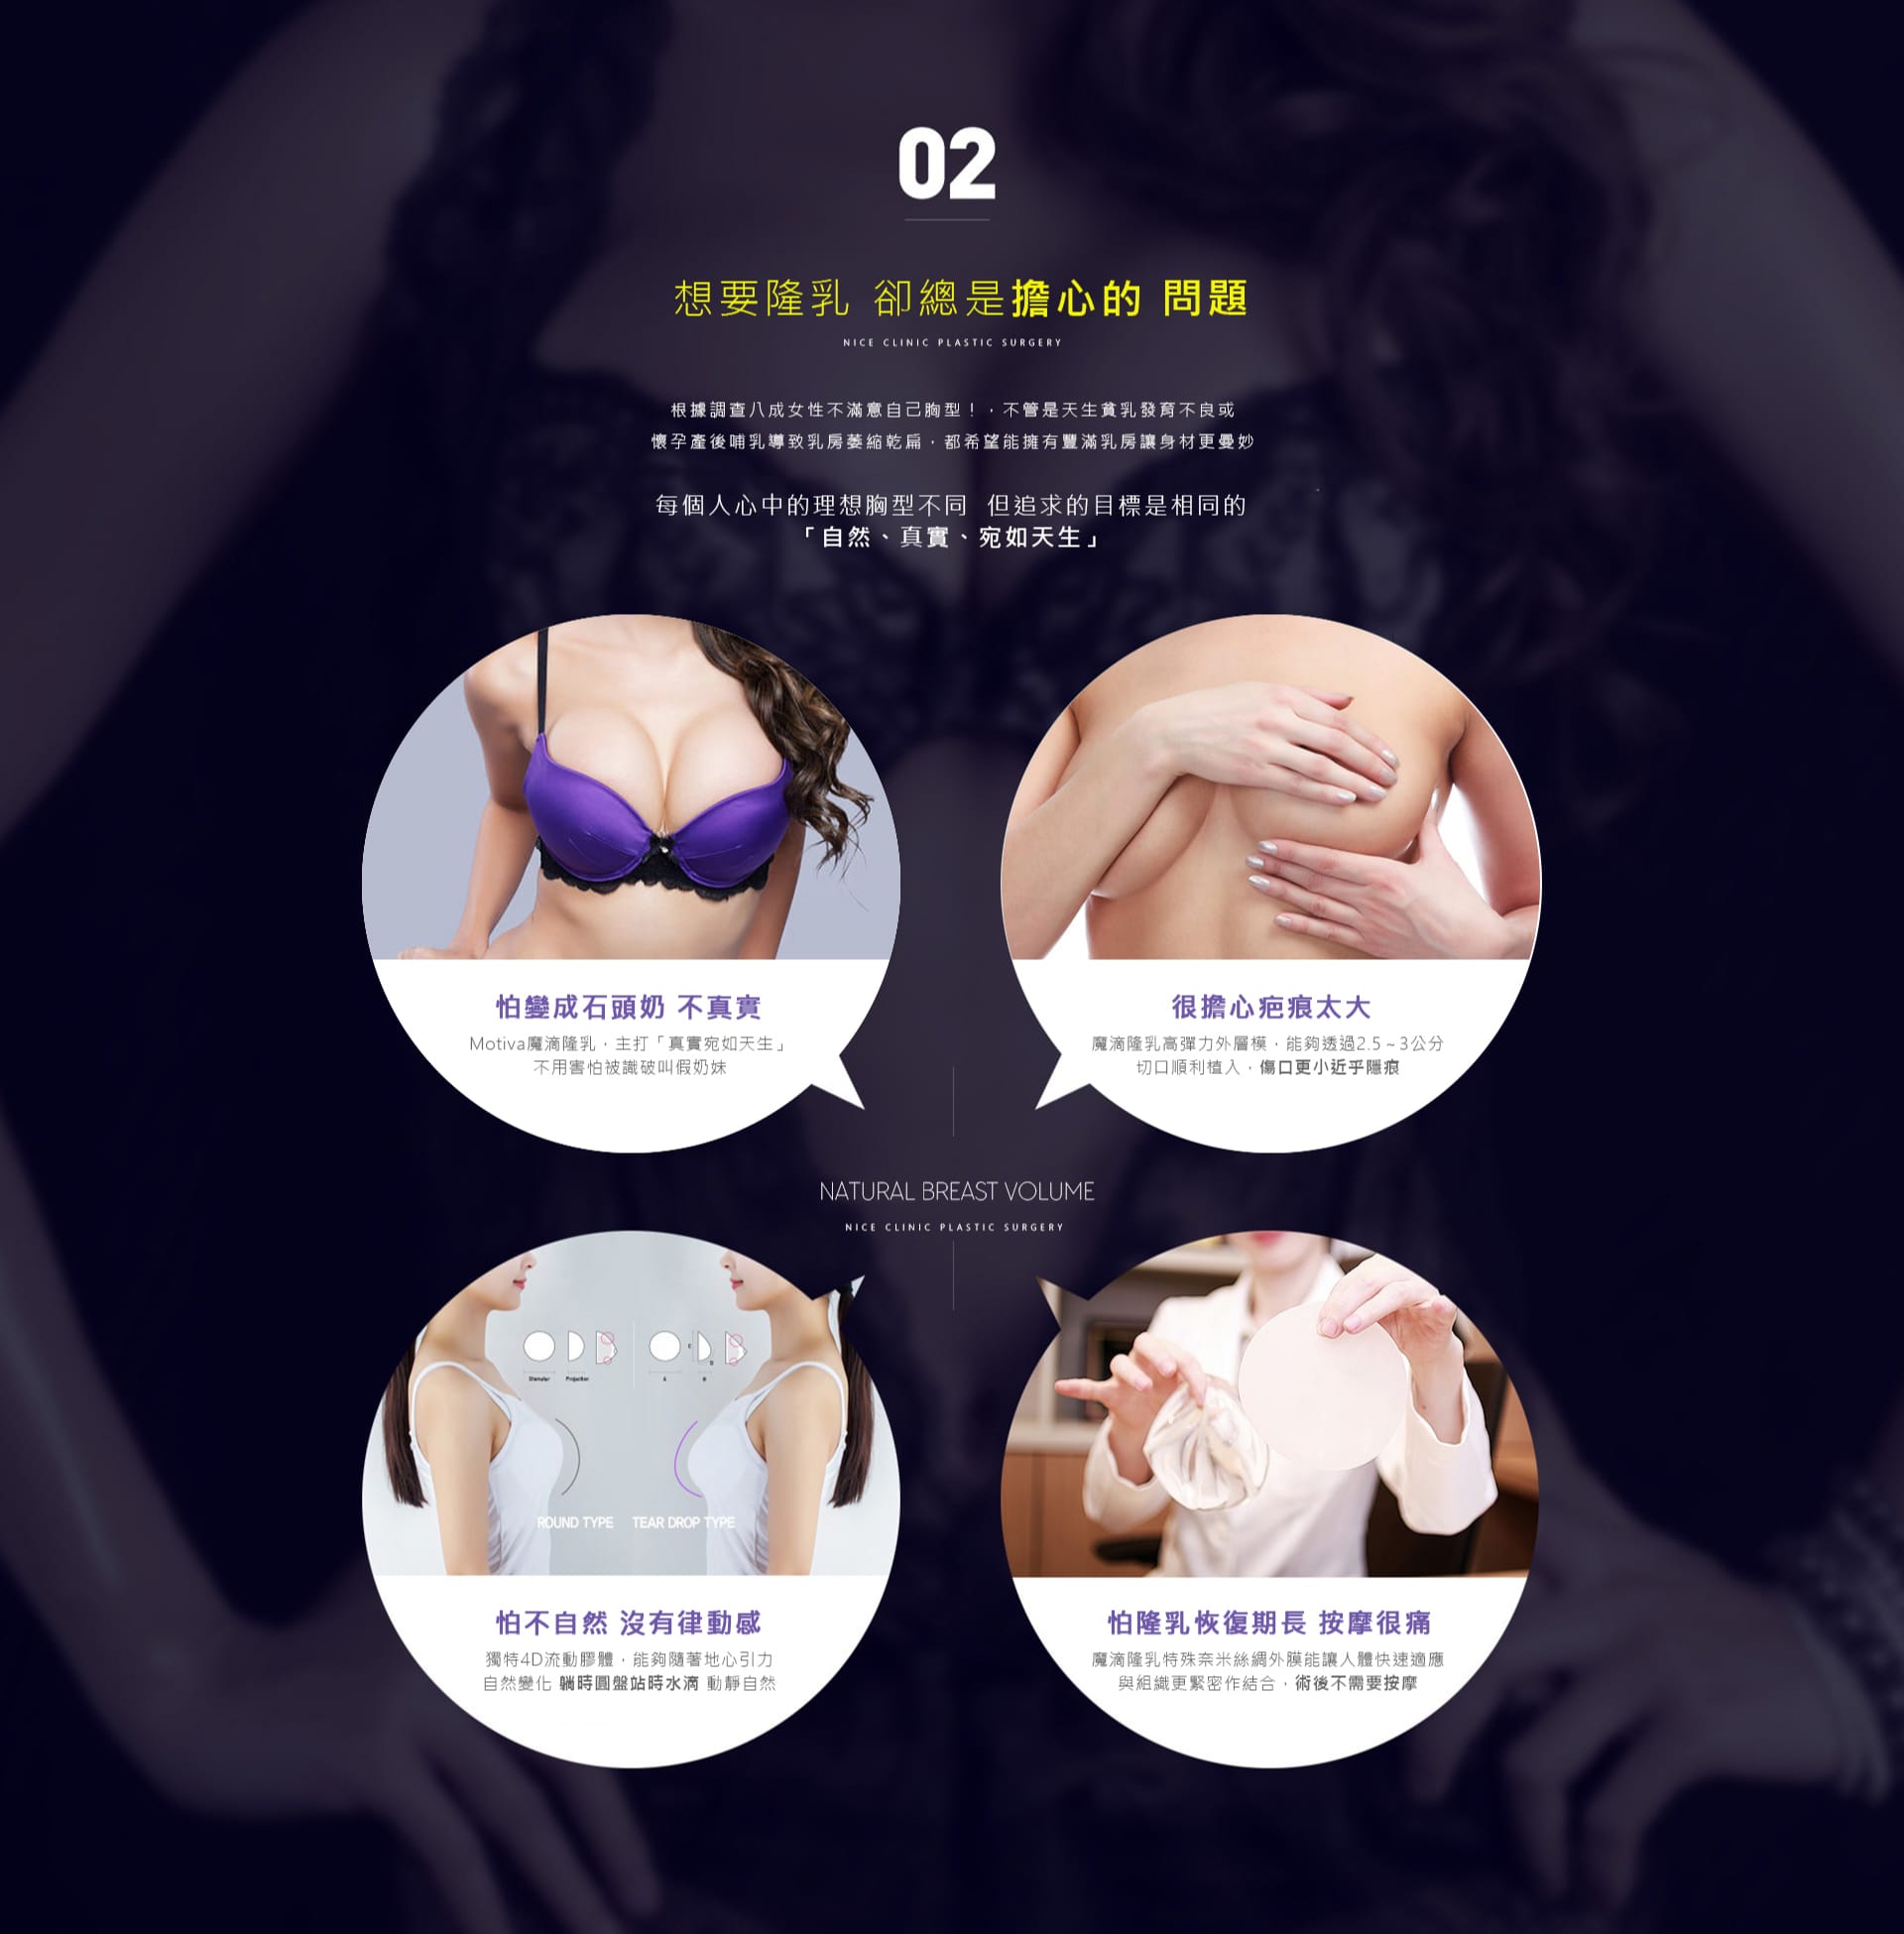 02
想要隆乳 卻總是擔心的 問題
NICE CLINIC PLASTIC SURGERY
根據調查八成女性不滿意自己胸型！，不管是天生貧乳發育不良或
懷孕產後哺乳導致乳房萎縮乾扁，都希望能擁有豐滿乳房讓身材更曼妙
每個人心中的理想胸型不同 但追求的目標是相同的
「自然、真實、宛如天生」
怕變成石頭奶 不真實
Motiva魔滴隆乳，主打「真實宛如天生」
不用害怕被識破叫假奶妹
很擔心疤痕太大
魔滴隆乳高彈力外層模，能夠透過2.5～3公分
切口順利植入，傷口更小近乎隱痕
NATURAL BREAST VOLUME
NICE CLINIC PLASTIC SURGERY
Diameter Projection A B C D
ROUND TYPE TEAR DROP TYPE
怕不自然 沒有律動感
獨特4D流動膠體，能夠隨著地心引力
自然變化 躺時圓盤站時水滴 動靜自然
怕隆乳恢復期長 按摩很痛
魔滴隆乳特殊奈米絲綢外膜能讓人體快速適應
與組織更緊密作結合，術後不需要按摩